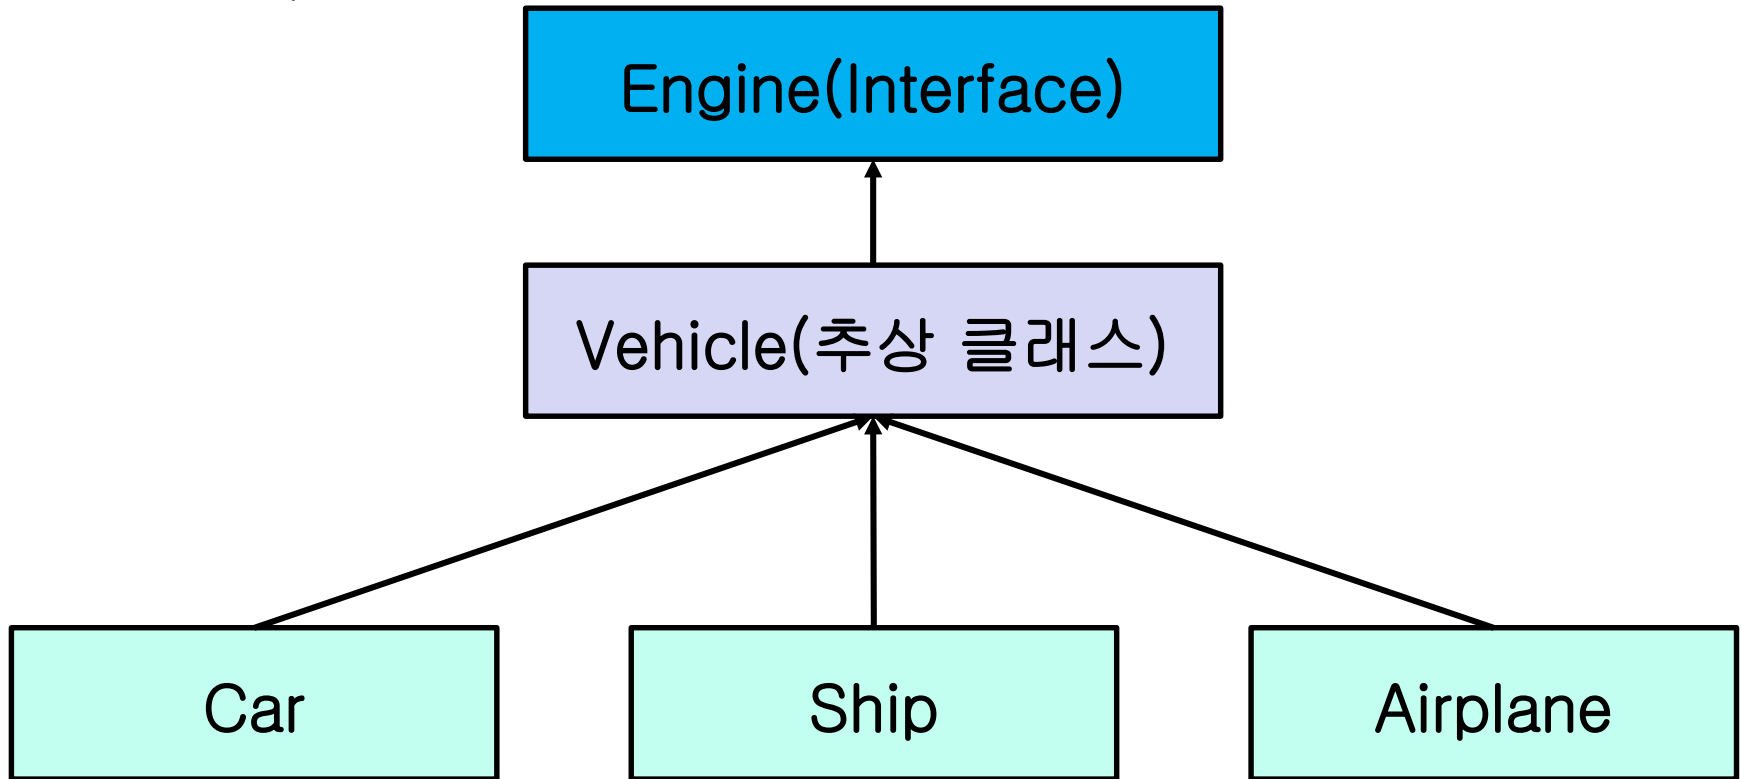 Engine(Interface)
Vehicle(추상 클래스)
Car
Ship
Airplane